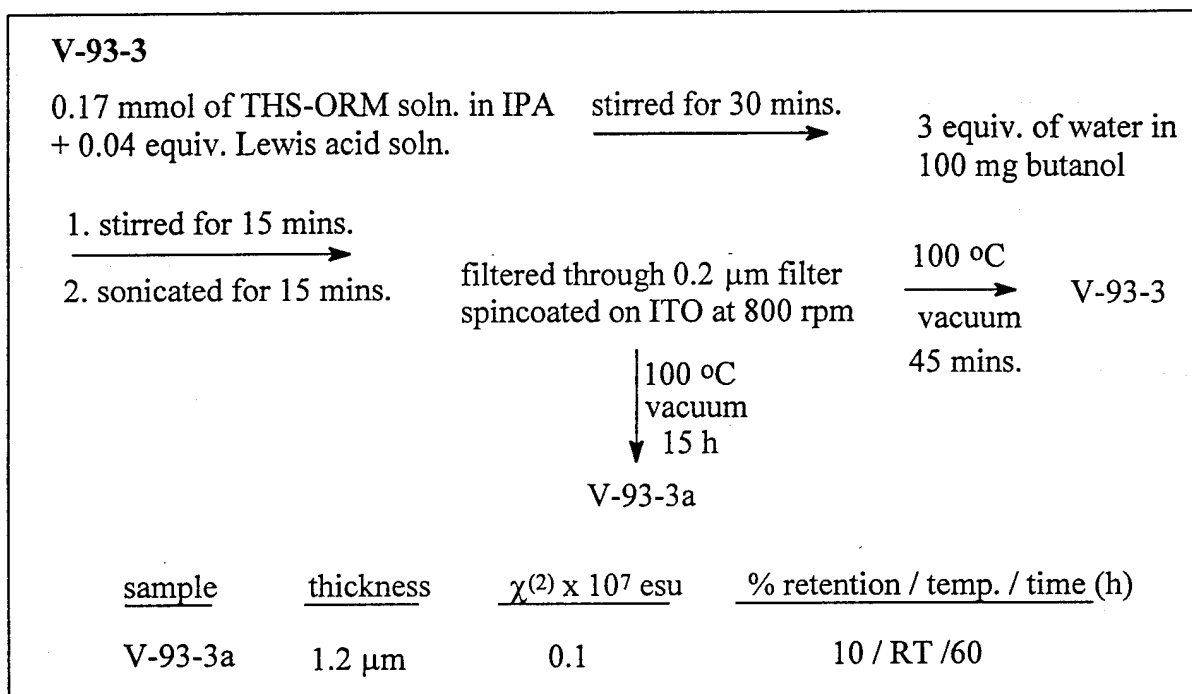 V-93-3
0.17 mmol of THS-ORM soln. in IPA
+ 0.04 equiv. Lewis acid soln.
stirred for 30 mins.
3 equiv. of water in
100 mg butanol
1. stirred for 15 mins.
2. sonicated for 15 mins.
filtered through 0.2 μm filter
spincoated on ITO at 800 rpm
100 ºC
vacuum
45 mins.
V-93-3
100 ºC
vacuum
15 h
V-93-3a
sample thickness χ⁽²⁾ x 10⁷ esu % retention / temp. / time (h)
V-93-3a 1.2 μm 0.1 10 / RT /60